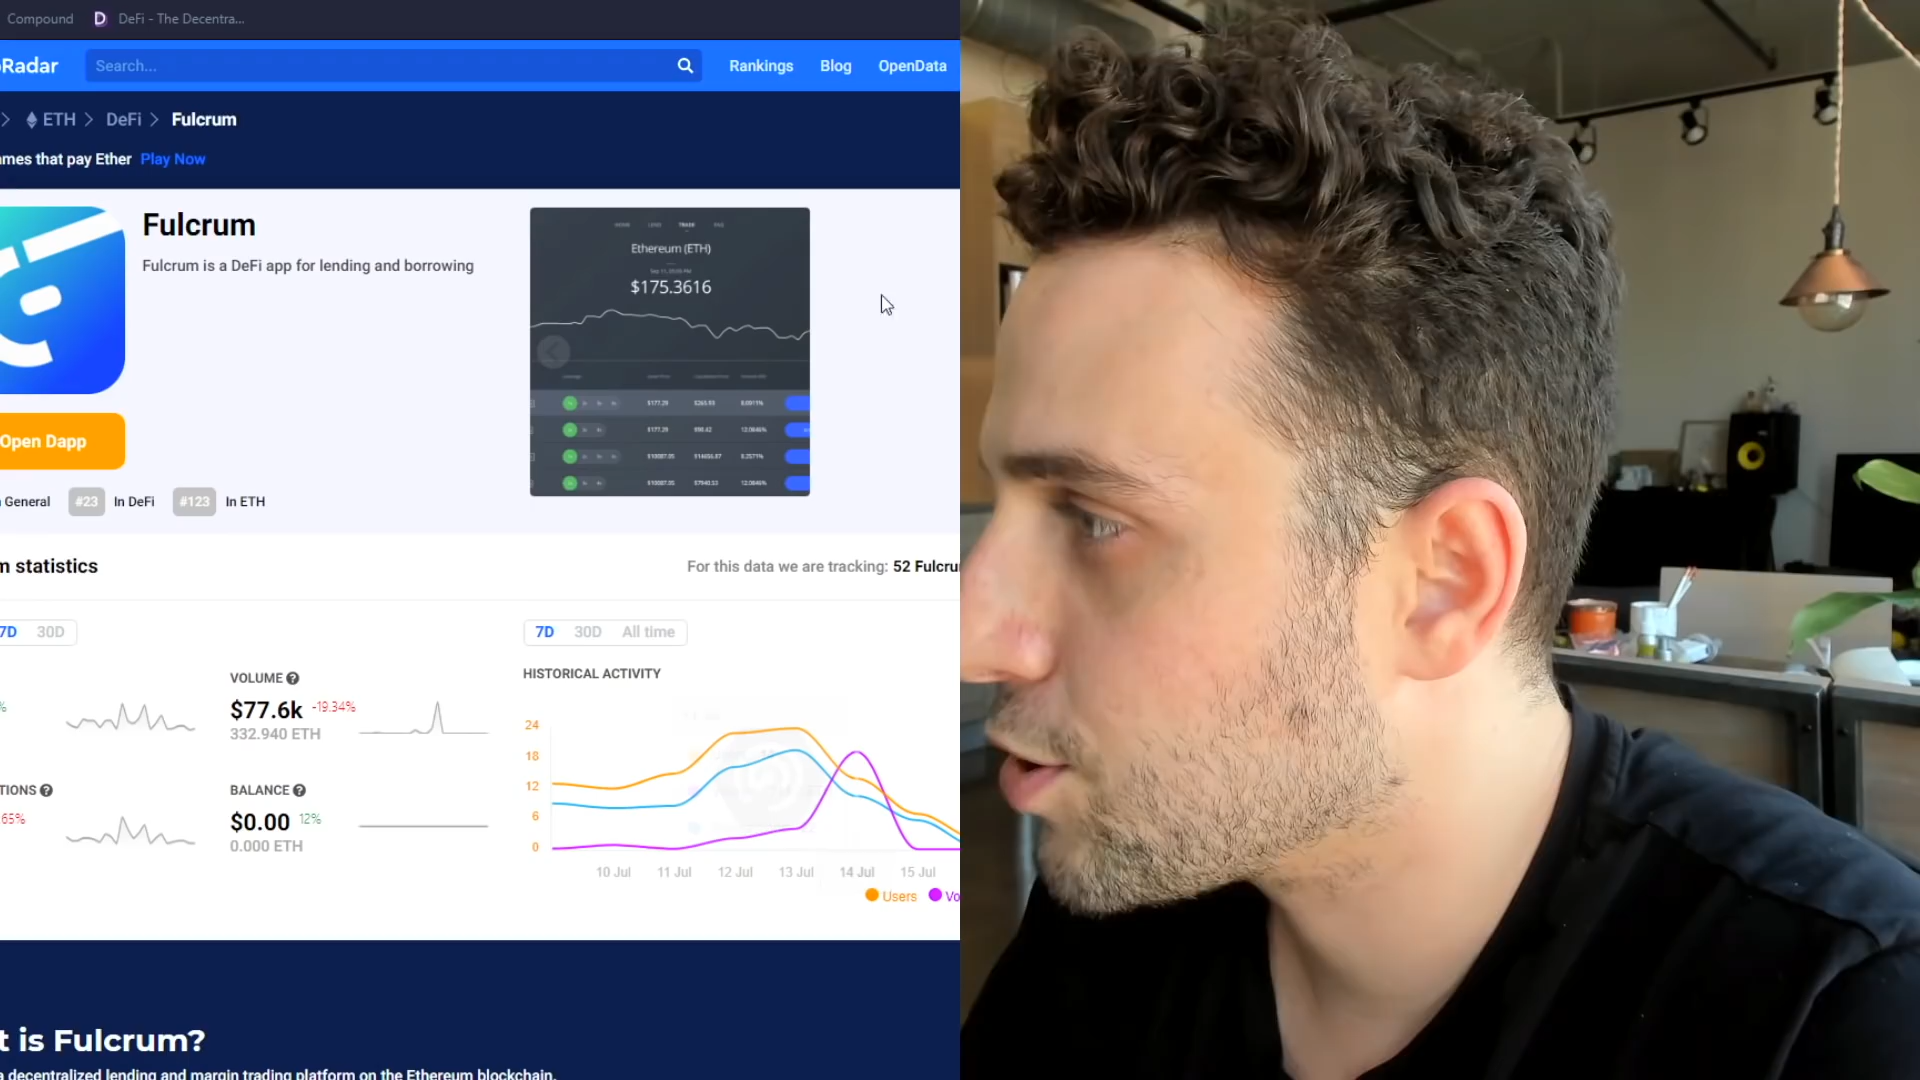 Compound
DeFi - The Decentra...
Radar
Search...
Rankings
Blog
OpenData
ETH
DeFi
Fulcrum
ames that pay Ether Play Now
Fulcrum
Fulcrum is a DeFi app for lending and borrowing
HOME LEND TRADE FAQ
Ethereum (ETH)
$175.3616
Open Dapp
General
#23 In DeFi
#123 In ETH
m statistics
For this data we are tracking: 52 Fulcru
7D 30D
7D 30D All time
HISTORICAL ACTIVITY
%
VOLUME
$77.6k -19.34%
332.940 ETH
TIONS
65%
BALANCE
$0.00 12%
0.000 ETH
24
18
12
6
0
10 Jul 11 Jul 12 Jul 13 Jul 14 Jul 15 Jul
Users
Vo
t is Fulcrum?
a decentralized lending and margin trading platform on the Ethereum blockchain.